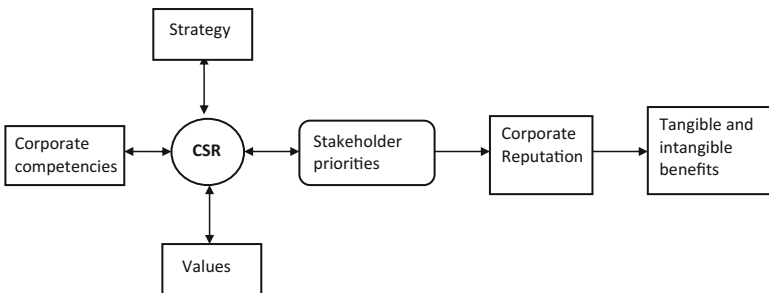 Strategy
Corporate
competencies
CSR
Stakeholder
priorities
Corporate
Reputation
Tangible and
intangible
benefits
Values